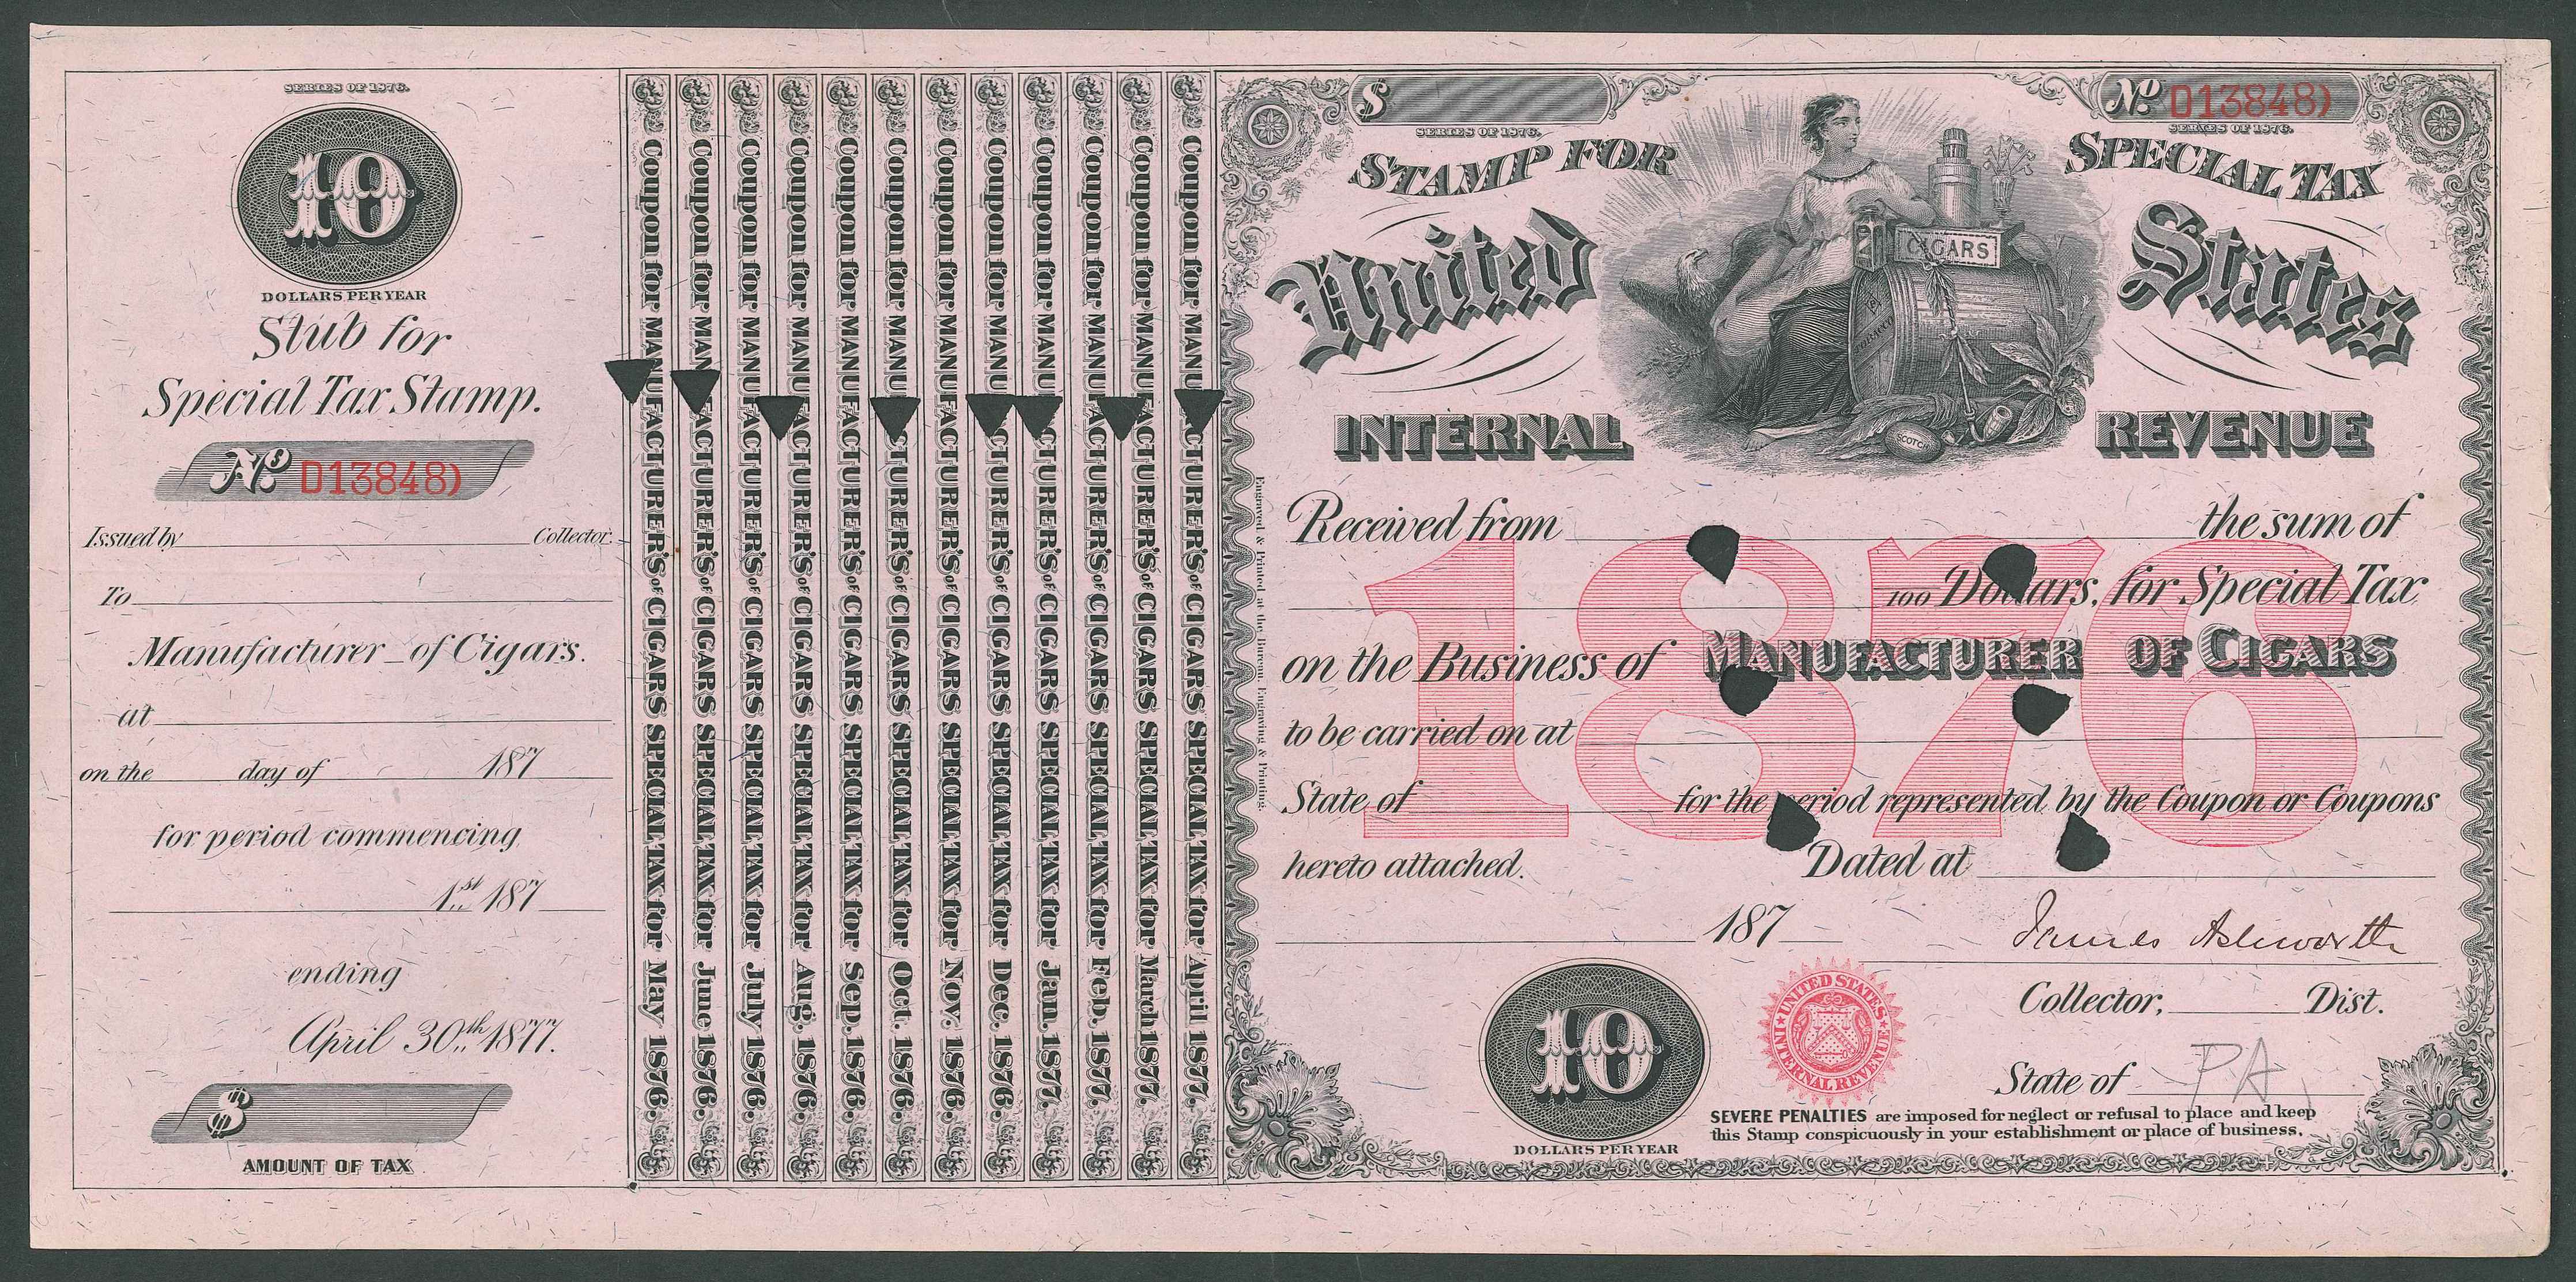 SERIES OF 1876.
10
DOLLARS PER YEAR
Stub for
Special Tax Stamp.
No. D13848)
Issued by Collector.
To
Manufacturer of Cigars.
at
on the day of 187
for period commencing
1st 187
ending
April 30th 1877.
$
AMOUNT OF TAX
Coupon for MANUFACTURER'S of CIGARS SPECIAL TAX for May 1876.
Coupon for MANUFACTURER'S of CIGARS SPECIAL TAX for June 1876.
Coupon for MANUFACTURER'S of CIGARS SPECIAL TAX for July 1876.
Coupon for MANUFACTURER'S of CIGARS SPECIAL TAX for Aug. 1876.
Coupon for MANUFACTURER'S of CIGARS SPECIAL TAX for Sep. 1876.
Coupon for MANUFACTURER'S of CIGARS SPECIAL TAX for Oct. 1876.
Coupon for MANUFACTURER'S of CIGARS SPECIAL TAX for Nov. 1876.
Coupon for MANUFACTURER'S of CIGARS SPECIAL TAX for Dec. 1876.
Coupon for MANUFACTURER'S of CIGARS SPECIAL TAX for Jan. 1877.
Coupon for MANUFACTURER'S of CIGARS SPECIAL TAX for Feb. 1877.
Coupon for MANUFACTURER'S of CIGARS SPECIAL TAX for March 1877.
Coupon for MANUFACTURER'S of CIGARS SPECIAL TAX for April 1877.
Engraved & Printed at the Bureau, Engraving & Printing.
$
No. D13848)
SERIES OF 1876.
SERIES OF 1876.
STAMP FOR SPECIAL TAX
United States
CIGARS
TOBACCO
SCOTCH
INTERNAL REVENUE
1876
Received from the sum of
100 Dollars, for Special Tax
on the Business of MANUFACTURER OF CIGARS
to be carried on at
State of for the period represented by the Coupon or Coupons
hereto attached. Dated at
187
James Ashworth
Collector, Dist.
State of PA
10
DOLLARS PER YEAR
UNITED STATES INTERNAL REVENUE
SEVERE PENALTIES are imposed for neglect or refusal to place and keep
this Stamp conspicuously in your establishment or place of business.